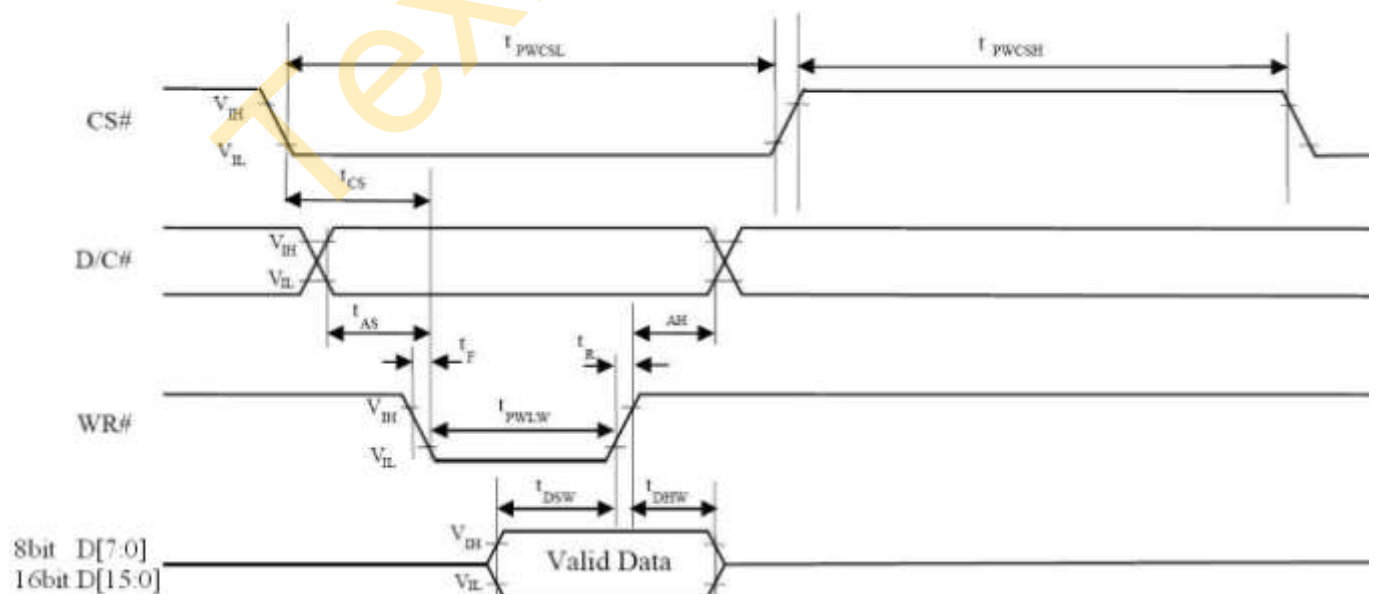 Tex
t PWCSL
t PWCSH
CS#
VIH
VIL
tCS
D/C#
VIH
VIL
tAS
AH
tF
tR
WR#
VIH
VIL
tPWLW
tDSW
tDHW
8bit D[7:0]
16bit D[15:0]
VIH
VIL
Valid Data